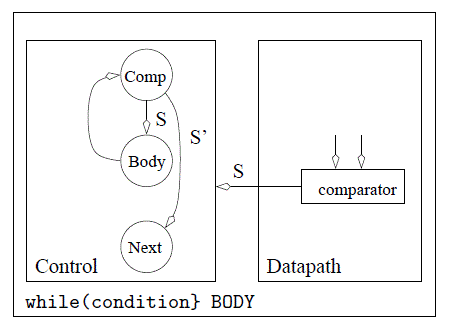 Comp
S
S'
Body
S
comparator
Next
Control
Datapath
while(condition} BODY